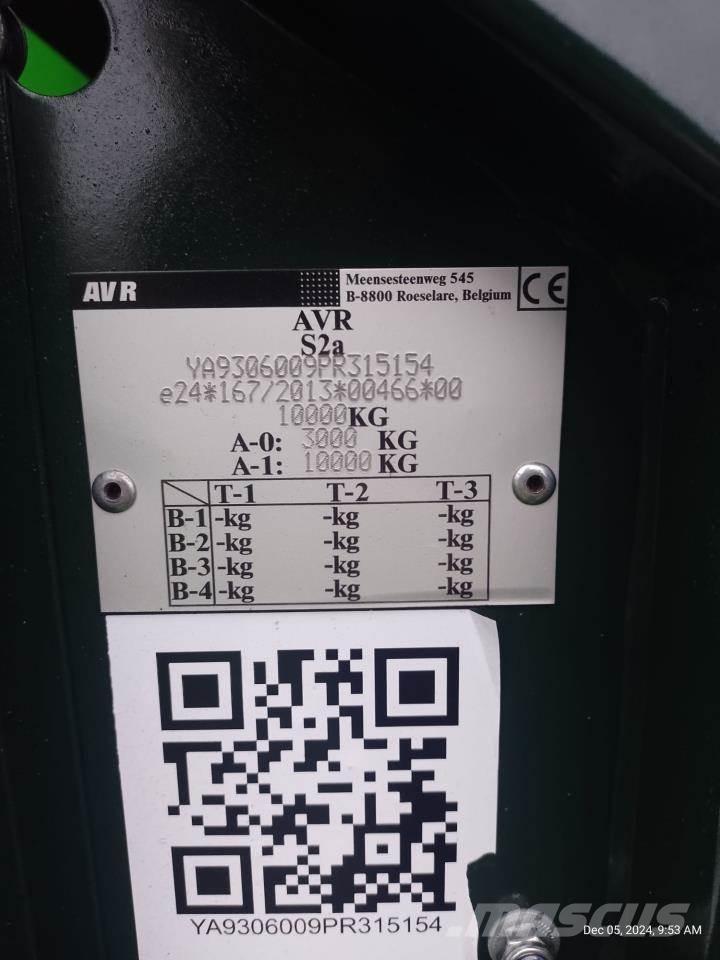 AVR
Meensesteenweg 545
B-8800 Roeselare, Belgium
CE
AVR
S2a
YA9306009PR315154
e24*167/2013*00466*00
10000KG
A-0: 3000 KG
A-1: 10000 KG
T-1 T-2 T-3
B-1 -kg -kg -kg
B-2 -kg -kg -kg
B-3 -kg -kg -kg
B-4 -kg -kg -kg
YA9306009PR315154
mascus
Dec 05, 2024, 9:53 AM